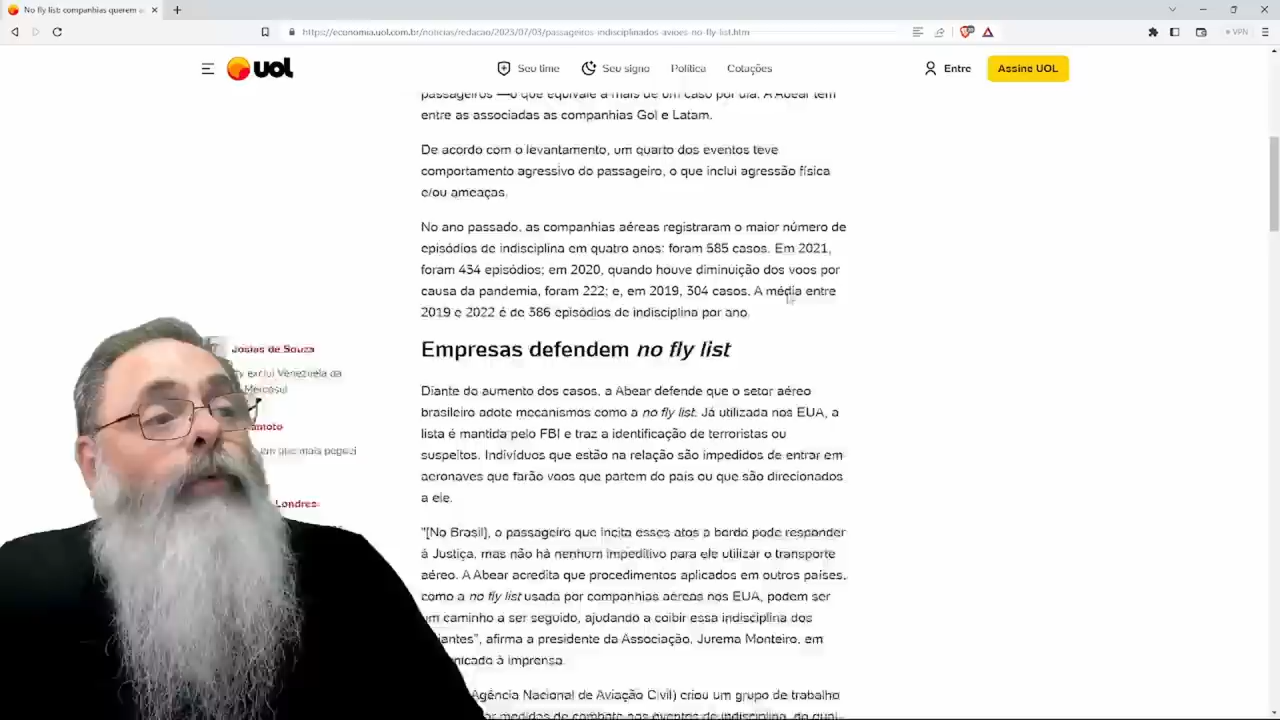 No fly list: companhias querem a
https://economia.uol.com.br/noticias/redacao/2023/07/03/passageiros-indisciplinados-avioes-no-fly-list.htm
VPN
UOL
Seu time
Seu signo
Política
Cotações
Entre
Assine UOL
passageiros —o que equivale a mais de um caso por dia. A Abear tem
entre as associadas as companhias Gol e Latam.
De acordo com o levantamento, um quarto dos eventos teve
comportamento agressivo do passageiro, o que inclui agressão física
e/ou ameaças.
No ano passado, as companhias aéreas registraram o maior número de
episódios de indisciplina em quatro anos: foram 585 casos. Em 2021,
foram 434 episódios; em 2020, quando houve diminuição dos voos por
causa da pandemia, foram 222; e, em 2019, 304 casos. A média entre
2019 e 2022 é de 386 episódios de indisciplina por ano.
Josias de Souza
exclui Venezuela da
Mercosul
que mais peguei
Londres
Empresas defendem no fly list
Diante do aumento dos casos, a Abear defende que o setor aéreo
brasileiro adote mecanismos como a no fly list. Já utilizada nos EUA, a
lista é mantida pelo FBI e traz a identificação de terroristas ou
suspeitos. Indivíduos que estão na relação são impedidos de entrar em
aeronaves que farão voos que partem do país ou que são direcionados
a ele.
"[No Brasil], o passageiro que incita esses atos a bordo pode responder
à Justiça, mas não há nenhum impeditivo para ele utilizar o transporte
aéreo. A Abear acredita que procedimentos aplicados em outros países,
como a no fly list usada por companhias aéreas nos EUA, podem ser
um caminho a ser seguido, ajudando a coibir essa indisciplina dos
afirma a presidente da Associação, Jurema Monteiro, em
à imprensa.
Agência Nacional de Aviação Civil) criou um grupo de trabalho
medidas de combate aos eventos de indisciplina, do qual